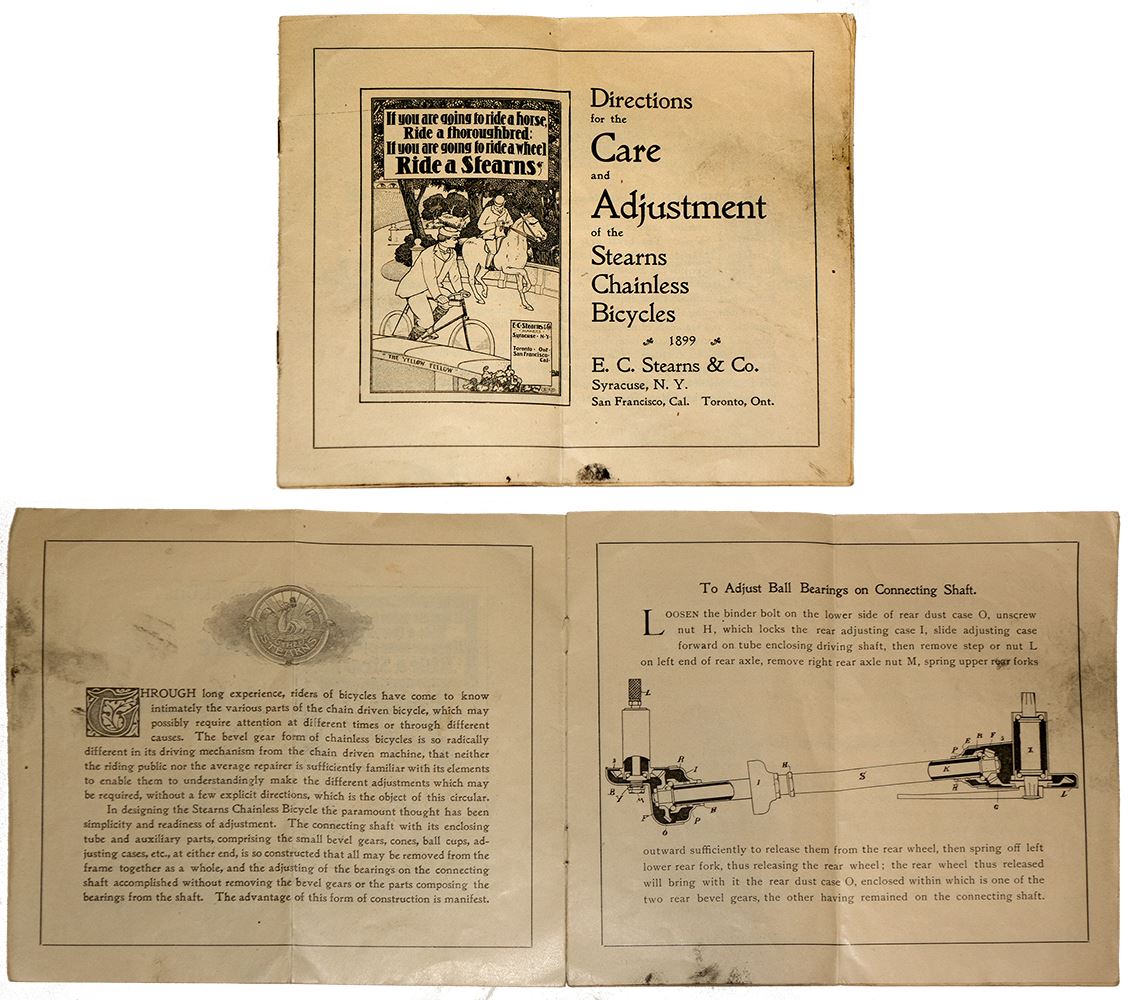 If you are going to ride a horse,
Ride a thoroughbred:
If you are going to ride a wheel
Ride a Stearns
E·C·Stearns & Co
Makers
Syracuse · N·Y·
Toronto · Ont·
San Francisco·
Cal·
"THE YELLOW FELLOW
Directions
for the
Care
and
Adjustment
of the
Stearns
Chainless
Bicycles
1899
E. C. Stearns & Co.
Syracuse, N. Y.
San Francisco, Cal. Toronto, Ont.
STEARNS
THROUGH long experience, riders of bicycles have come to know
intimately the various parts of the chain driven bicycle, which may
possibly require attention at different times or through different
causes. The bevel gear form of chainless bicycles is so radically
different in its driving mechanism from the chain driven machine, that neither
the riding public nor the average repairer is sufficiently familiar with its elements
to enable them to understandingly make the different adjustments which may
be required, without a few explicit directions, which is the object of this circular.
In designing the Stearns Chainless Bicycle the paramount thought has been
simplicity and readiness of adjustment. The connecting shaft with its enclosing
tube and auxiliary parts, comprising the small bevel gears, cones, ball cups, ad-
justing cases, etc., at either end, is so constructed that all may be removed from the
frame together as a whole, and the adjusting of the bearings on the connecting
shaft accomplished without removing the bevel gears or the parts composing the
bearings from the shaft. The advantage of this form of construction is manifest.
To Adjust Ball Bearings on Connecting Shaft.
LOOSEN the binder bolt on the lower side of rear dust case O, unscrew
nut H, which locks the rear adjusting case I, slide adjusting case
forward on tube enclosing driving shaft, then remove step or nut L
on left end of rear axle, remove right rear axle nut M, spring upper rear forks
L
R I
B M
H
F O P
I H
S
P E R F S
K
H
G
L
outward sufficiently to release them from the rear wheel, then spring off left
lower rear fork, thus releasing the rear wheel; the rear wheel thus released
will bring with it the rear dust case O, enclosed within which is one of the
two rear bevel gears, the other having remained on the connecting shaft.